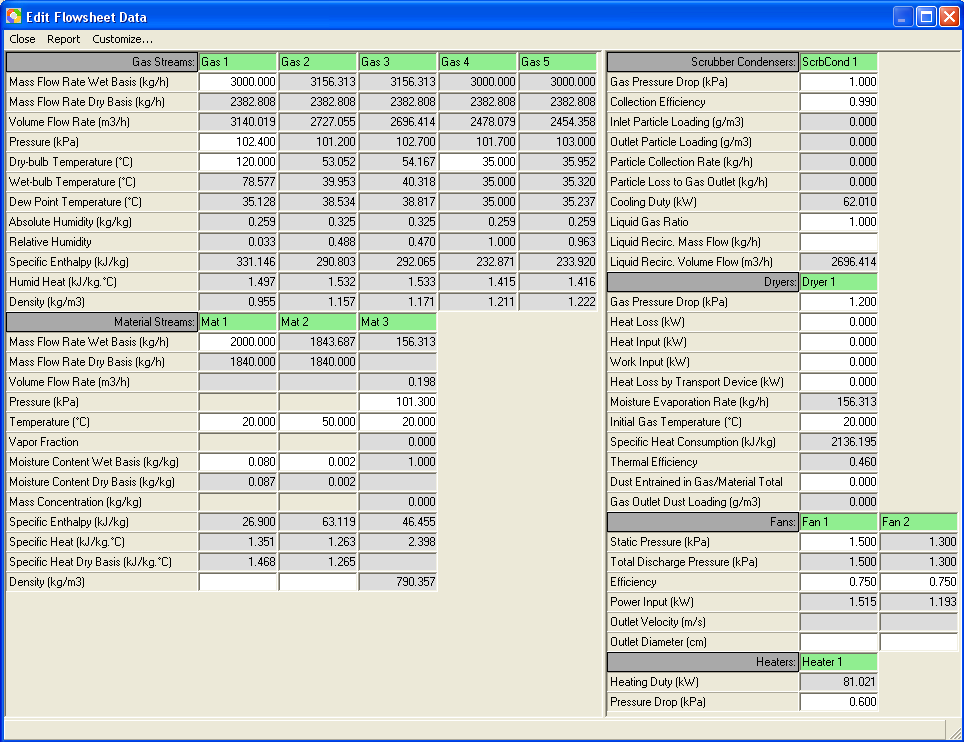 Edit Flowsheet Data
Close Report Customize...
Gas Streams: Gas 1 Gas 2 Gas 3 Gas 4 Gas 5
Mass Flow Rate Wet Basis (kg/h) 3000.000 3156.313 3156.313 3000.000 3000.000
Mass Flow Rate Dry Basis (kg/h) 2382.808 2382.808 2382.808 2382.808 2382.808
Volume Flow Rate (m3/h) 3140.019 2727.055 2696.414 2478.079 2454.358
Pressure (kPa) 102.400 101.200 102.700 101.700 103.000
Dry-bulb Temperature (°C) 120.000 53.052 54.167 35.000 35.952
Wet-bulb Temperature (°C) 78.577 39.953 40.318 35.000 35.320
Dew Point Temperature (°C) 35.128 38.534 38.817 35.000 35.237
Absolute Humidity (kg/kg) 0.259 0.325 0.325 0.259 0.259
Relative Humidity 0.033 0.488 0.470 1.000 0.963
Specific Enthalpy (kJ/kg) 331.146 290.803 292.065 232.871 233.920
Humid Heat (kJ/kg.°C) 1.497 1.532 1.533 1.415 1.416
Density (kg/m3) 0.955 1.157 1.171 1.211 1.222
Material Streams: Mat 1 Mat 2 Mat 3
Mass Flow Rate Wet Basis (kg/h) 2000.000 1843.687 156.313
Mass Flow Rate Dry Basis (kg/h) 1840.000 1840.000
Volume Flow Rate (m3/h) 0.198
Pressure (kPa) 101.300
Temperature (°C) 20.000 50.000 20.000
Vapor Fraction 0.000
Moisture Content Wet Basis (kg/kg) 0.080 0.002 1.000
Moisture Content Dry Basis (kg/kg) 0.087 0.002
Mass Concentration (kg/kg) 0.000
Specific Enthalpy (kJ/kg) 26.900 63.119 46.455
Specific Heat (kJ/kg.°C) 1.351 1.263 2.398
Specific Heat Dry Basis (kJ/kg.°C) 1.468 1.265
Density (kg/m3) 790.357
Scrubber Condensers: ScrbCond 1
Gas Pressure Drop (kPa) 1.000
Collection Efficiency 0.990
Inlet Particle Loading (g/m3) 0.000
Outlet Particle Loading (g/m3) 0.000
Particle Collection Rate (kg/h) 0.000
Particle Loss to Gas Outlet (kg/h) 0.000
Cooling Duty (kW) 62.010
Liquid Gas Ratio 1.000
Liquid Recirc. Mass Flow (kg/h)
Liquid Recirc. Volume Flow (m3/h) 2696.414
Dryers: Dryer 1
Gas Pressure Drop (kPa) 1.200
Heat Loss (kW) 0.000
Heat Input (kW) 0.000
Work Input (kW) 0.000
Heat Loss by Transport Device (kW) 0.000
Moisture Evaporation Rate (kg/h) 156.313
Initial Gas Temperature (°C) 20.000
Specific Heat Consumption (kJ/kg) 2136.195
Thermal Efficiency 0.460
Dust Entrained in Gas/Material Total 0.000
Gas Outlet Dust Loading (g/m3) 0.000
Fans: Fan 1 Fan 2
Static Pressure (kPa) 1.500 1.300
Total Discharge Pressure (kPa) 1.500 1.300
Efficiency 0.750 0.750
Power Input (kW) 1.515 1.193
Outlet Velocity (m/s)
Outlet Diameter (cm)
Heaters: Heater 1
Heating Duty (kW) 81.021
Pressure Drop (kPa) 0.600